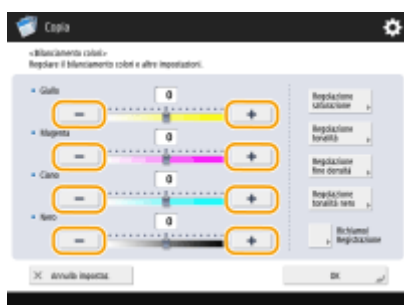 Copia
<Bilanciamento colori>
Regolare il bilanciamento colori e altre impostazioni.
Giallo
0
− +
Magenta
0
− +
Ciano
0
− +
Nero
0
− +
Regolazione
saturazione
Regolazione
tonalità
Regolazione
fine densità
Regolazione
tonalità nero
Richiamo/
Registrazione
× Annulla impostaz.
OK